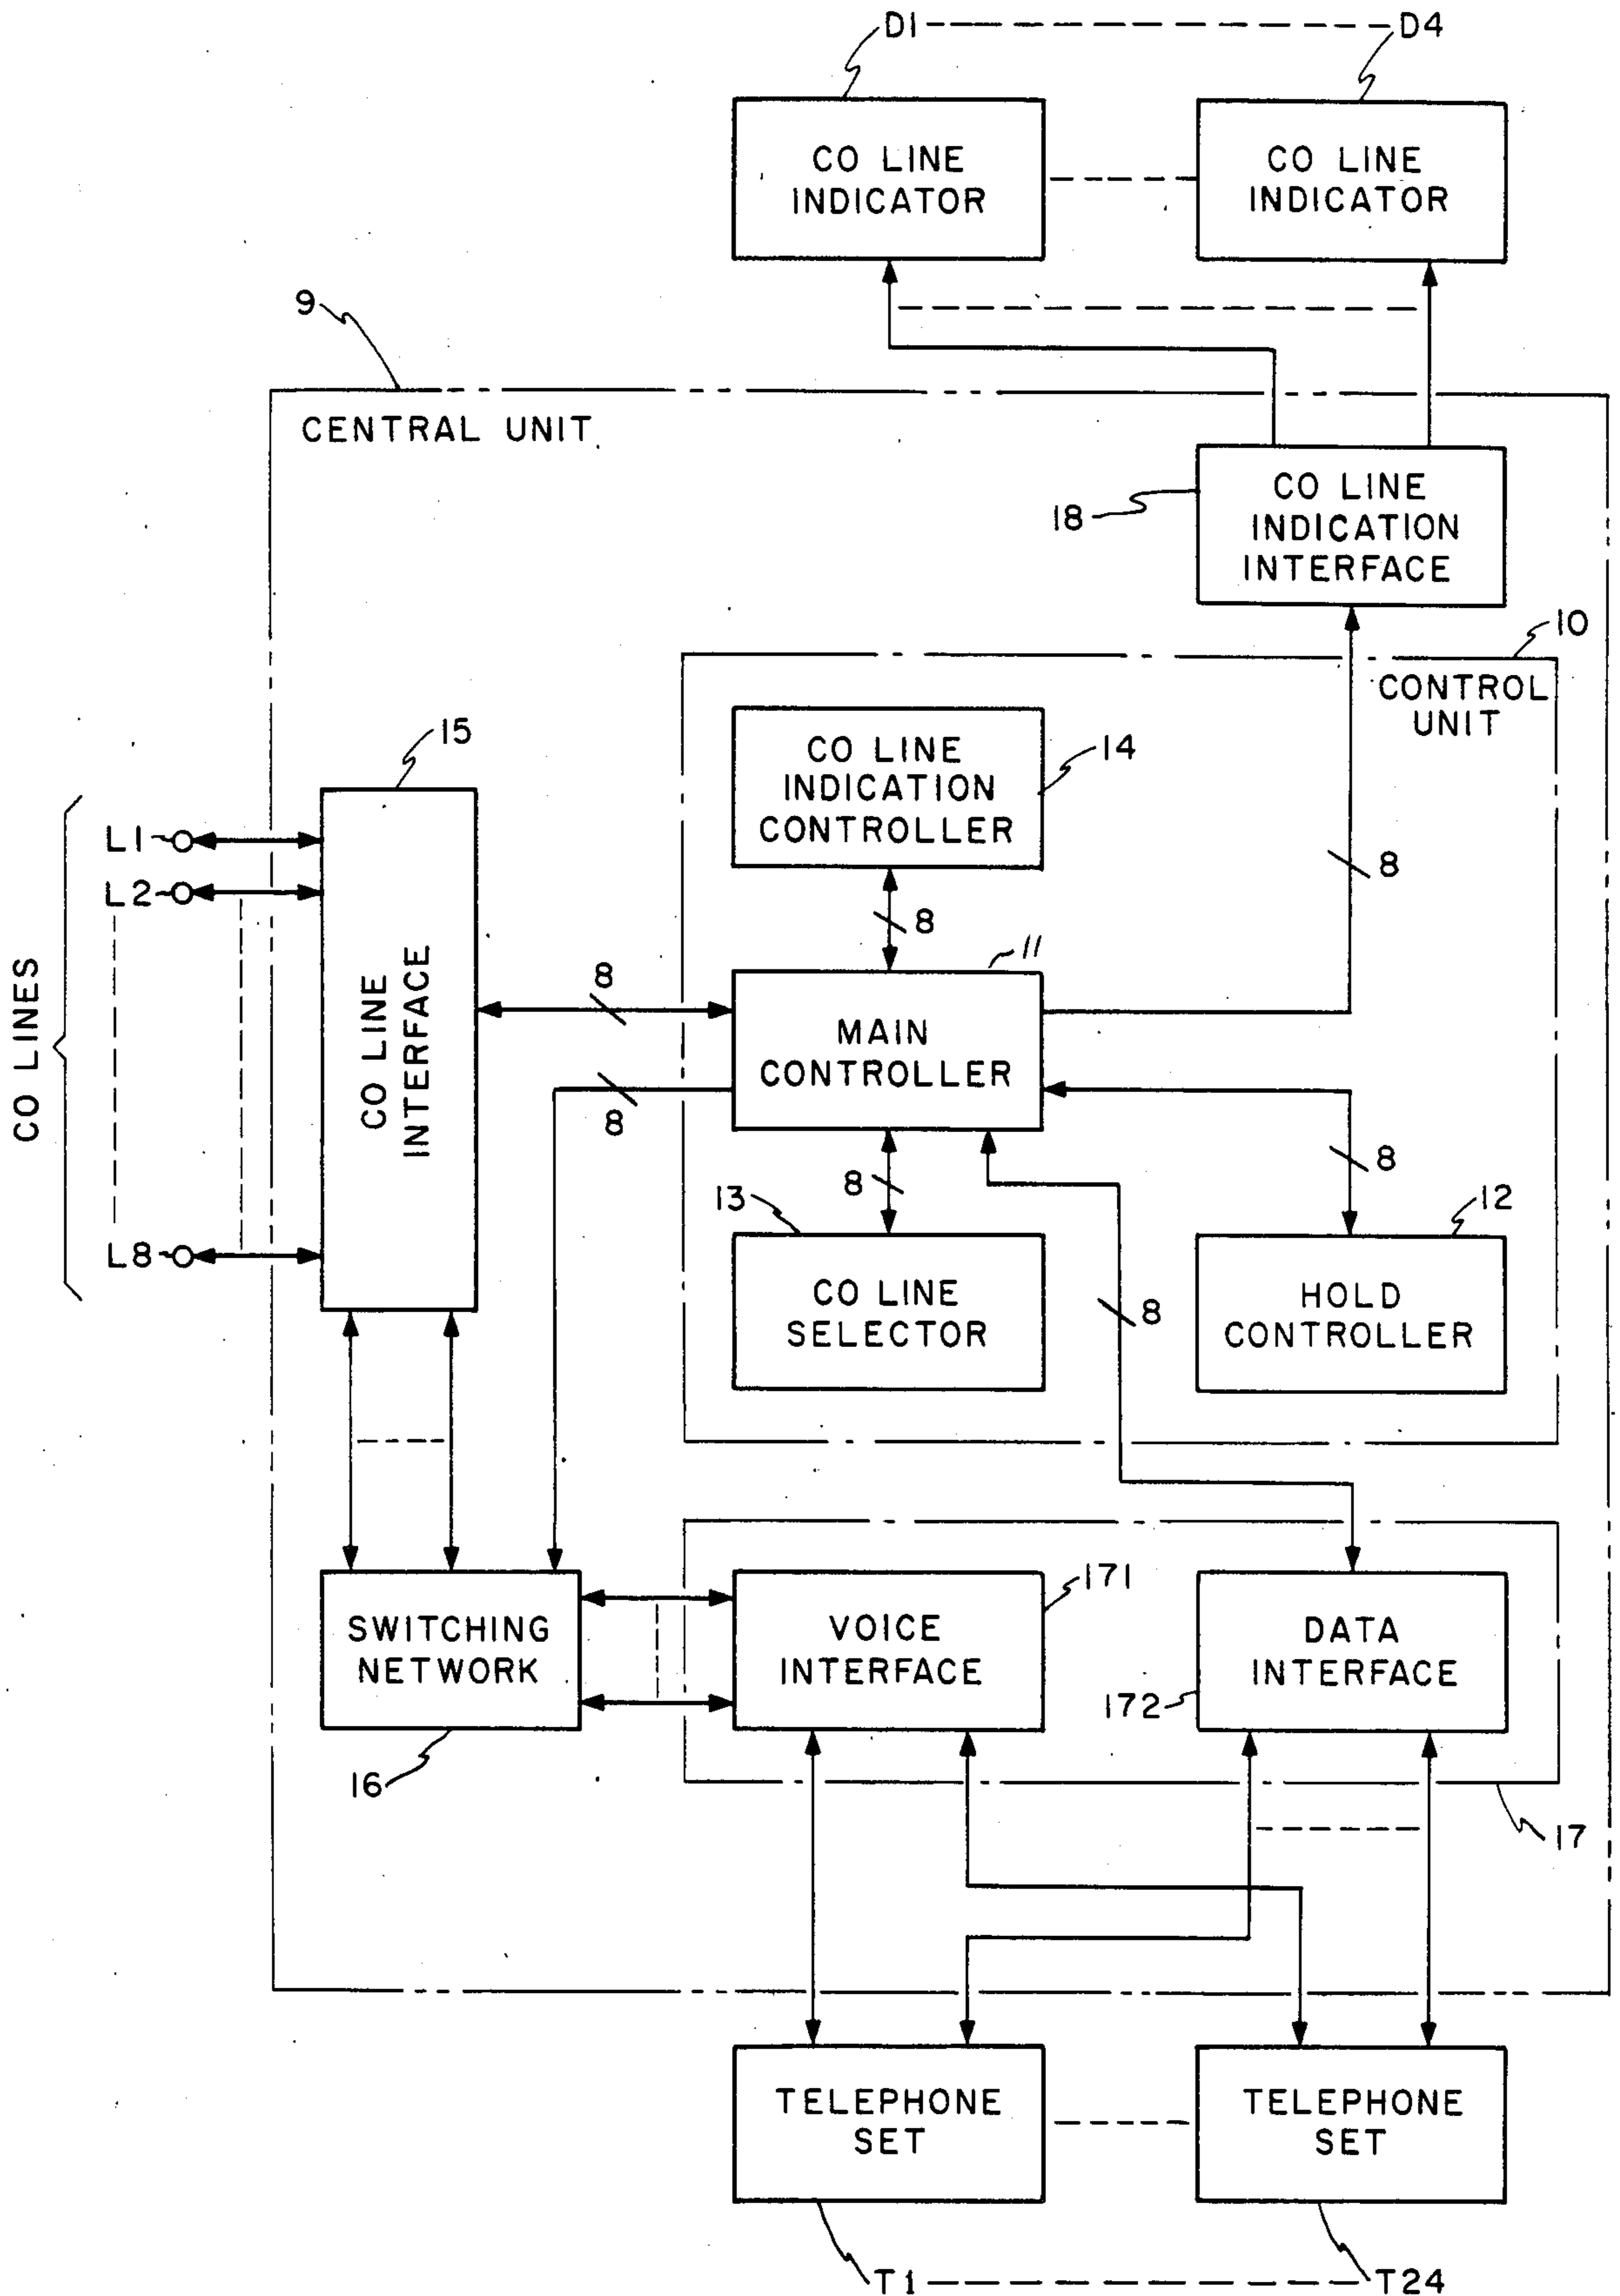 D1 D4
CO LINE
INDICATOR
CO LINE
INDICATOR
9
CENTRAL UNIT
18
CO LINE
INDICATION
INTERFACE
10
CONTROL
UNIT
15
CO LINE
INDICATION
CONTROLLER
14
L1
L2
L8
CO LINES
CO LINE
INTERFACE
8
8
8
11
MAIN
CONTROLLER
8
8
8
8
13
CO LINE
SELECTOR
12
HOLD
CONTROLLER
SWITCHING
NETWORK
16
VOICE
INTERFACE
171
DATA
INTERFACE
172
17
TELEPHONE
SET
TELEPHONE
SET
T1 T24